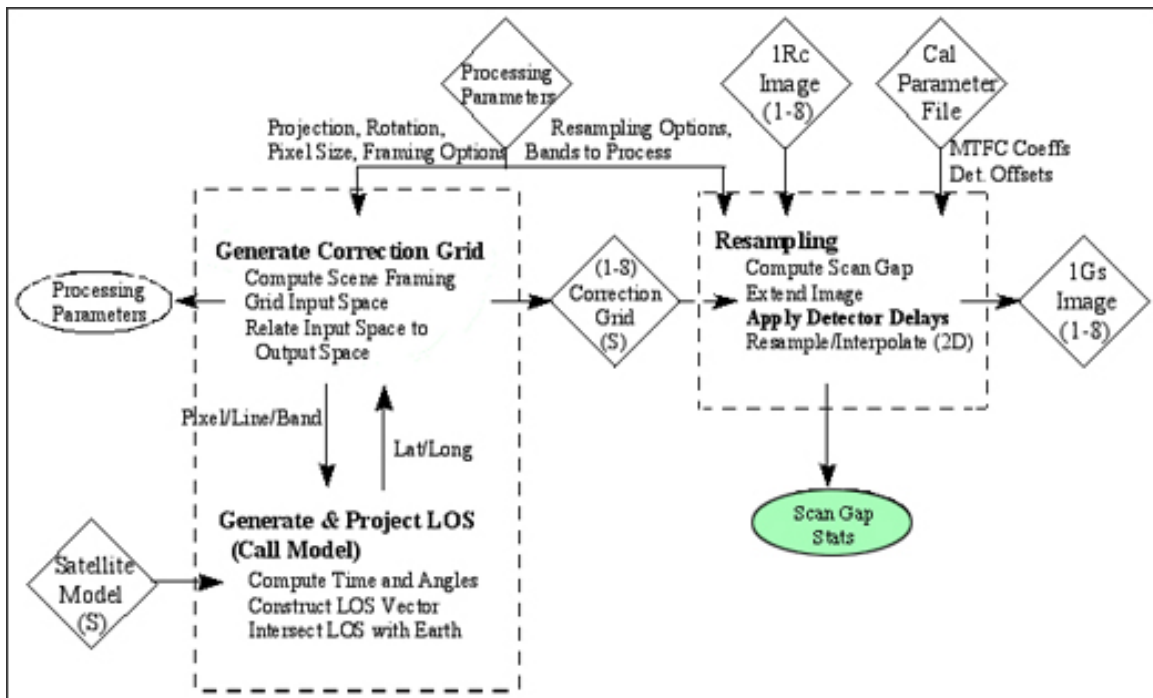 Processing
Parameters
1Rc
Image
(1-8)
Cal
Parameter
File
Projection, Rotation,
Pixel Size, Framing Options
Resampling Options,
Bands to Process
MTFC Coeffs
Det. Offsets
Generate Correction Grid
Compute Scene Framing
Grid Input Space
Relate Input Space to
Output Space
Processing
Parameters
(1-8)
Correction
Grid
(S)
Resampling
Compute Scan Gap
Extend Image
Apply Detector Delays
Resample/Interpolate (2D)
1Gs
Image
(1-8)
Pixel/Line/Band
Lat/Long
Scan Gap
Stats
Generate & Project LOS
(Call Model)
Compute Time and Angles
Construct LOS Vector
Intersect LOS with Earth
Satellite
Model
(S)